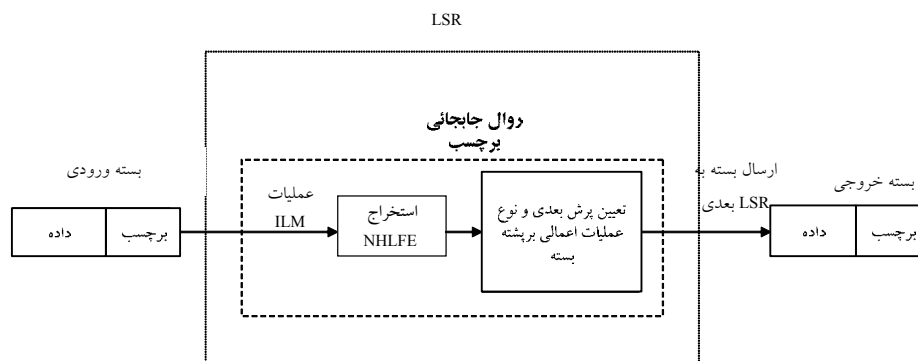 LSR
روال جابجائی
برچسب
بسته ورودی
داده
برچسب
عملیات
ILM
استخراج
NHLFE
تعیین پرش بعدی و نوع
عملیات اعمالی برپشته
بسته
ارسال بسته به
LSR بعدی
بسته خروجی
داده
برچسب